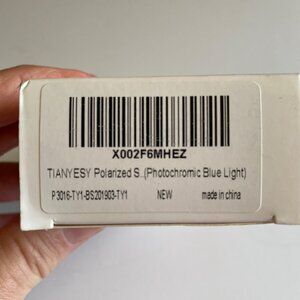 X002F6MHEZ
TIANYESY Polarized S..(Photochromic Blue Light)
P3016-TY1-BS201903-TY1 NEW made in china